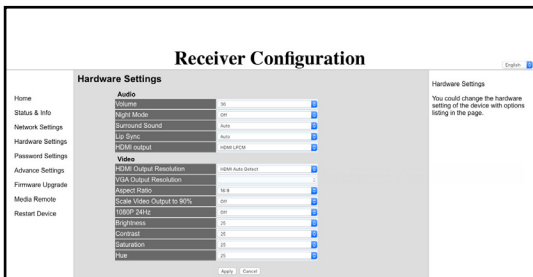 Receiver Configuration
English
Hardware Settings
Home
Status & Info
Network Settings
Hardware Settings
Password Settings
Advance Settings
Firmware Upgrade
Media Remote
Restart Device
Audio
Volume 50
Night Mode Off
Surround Sound Auto
Lip Sync Auto
HDMI output HDMI LPCM
Video
HDMI Output Resolution HDMI Auto Detect
VGA Output Resolution
Aspect Ratio 16:9
Scale Video Output to 90% Off
1080P 24Hz Off
Brightness 25
Contrast 25
Saturation 25
Hue 25
Apply Cancel
Hardware Settings
You could change the hardware
setting of the device with options
listing in the page.